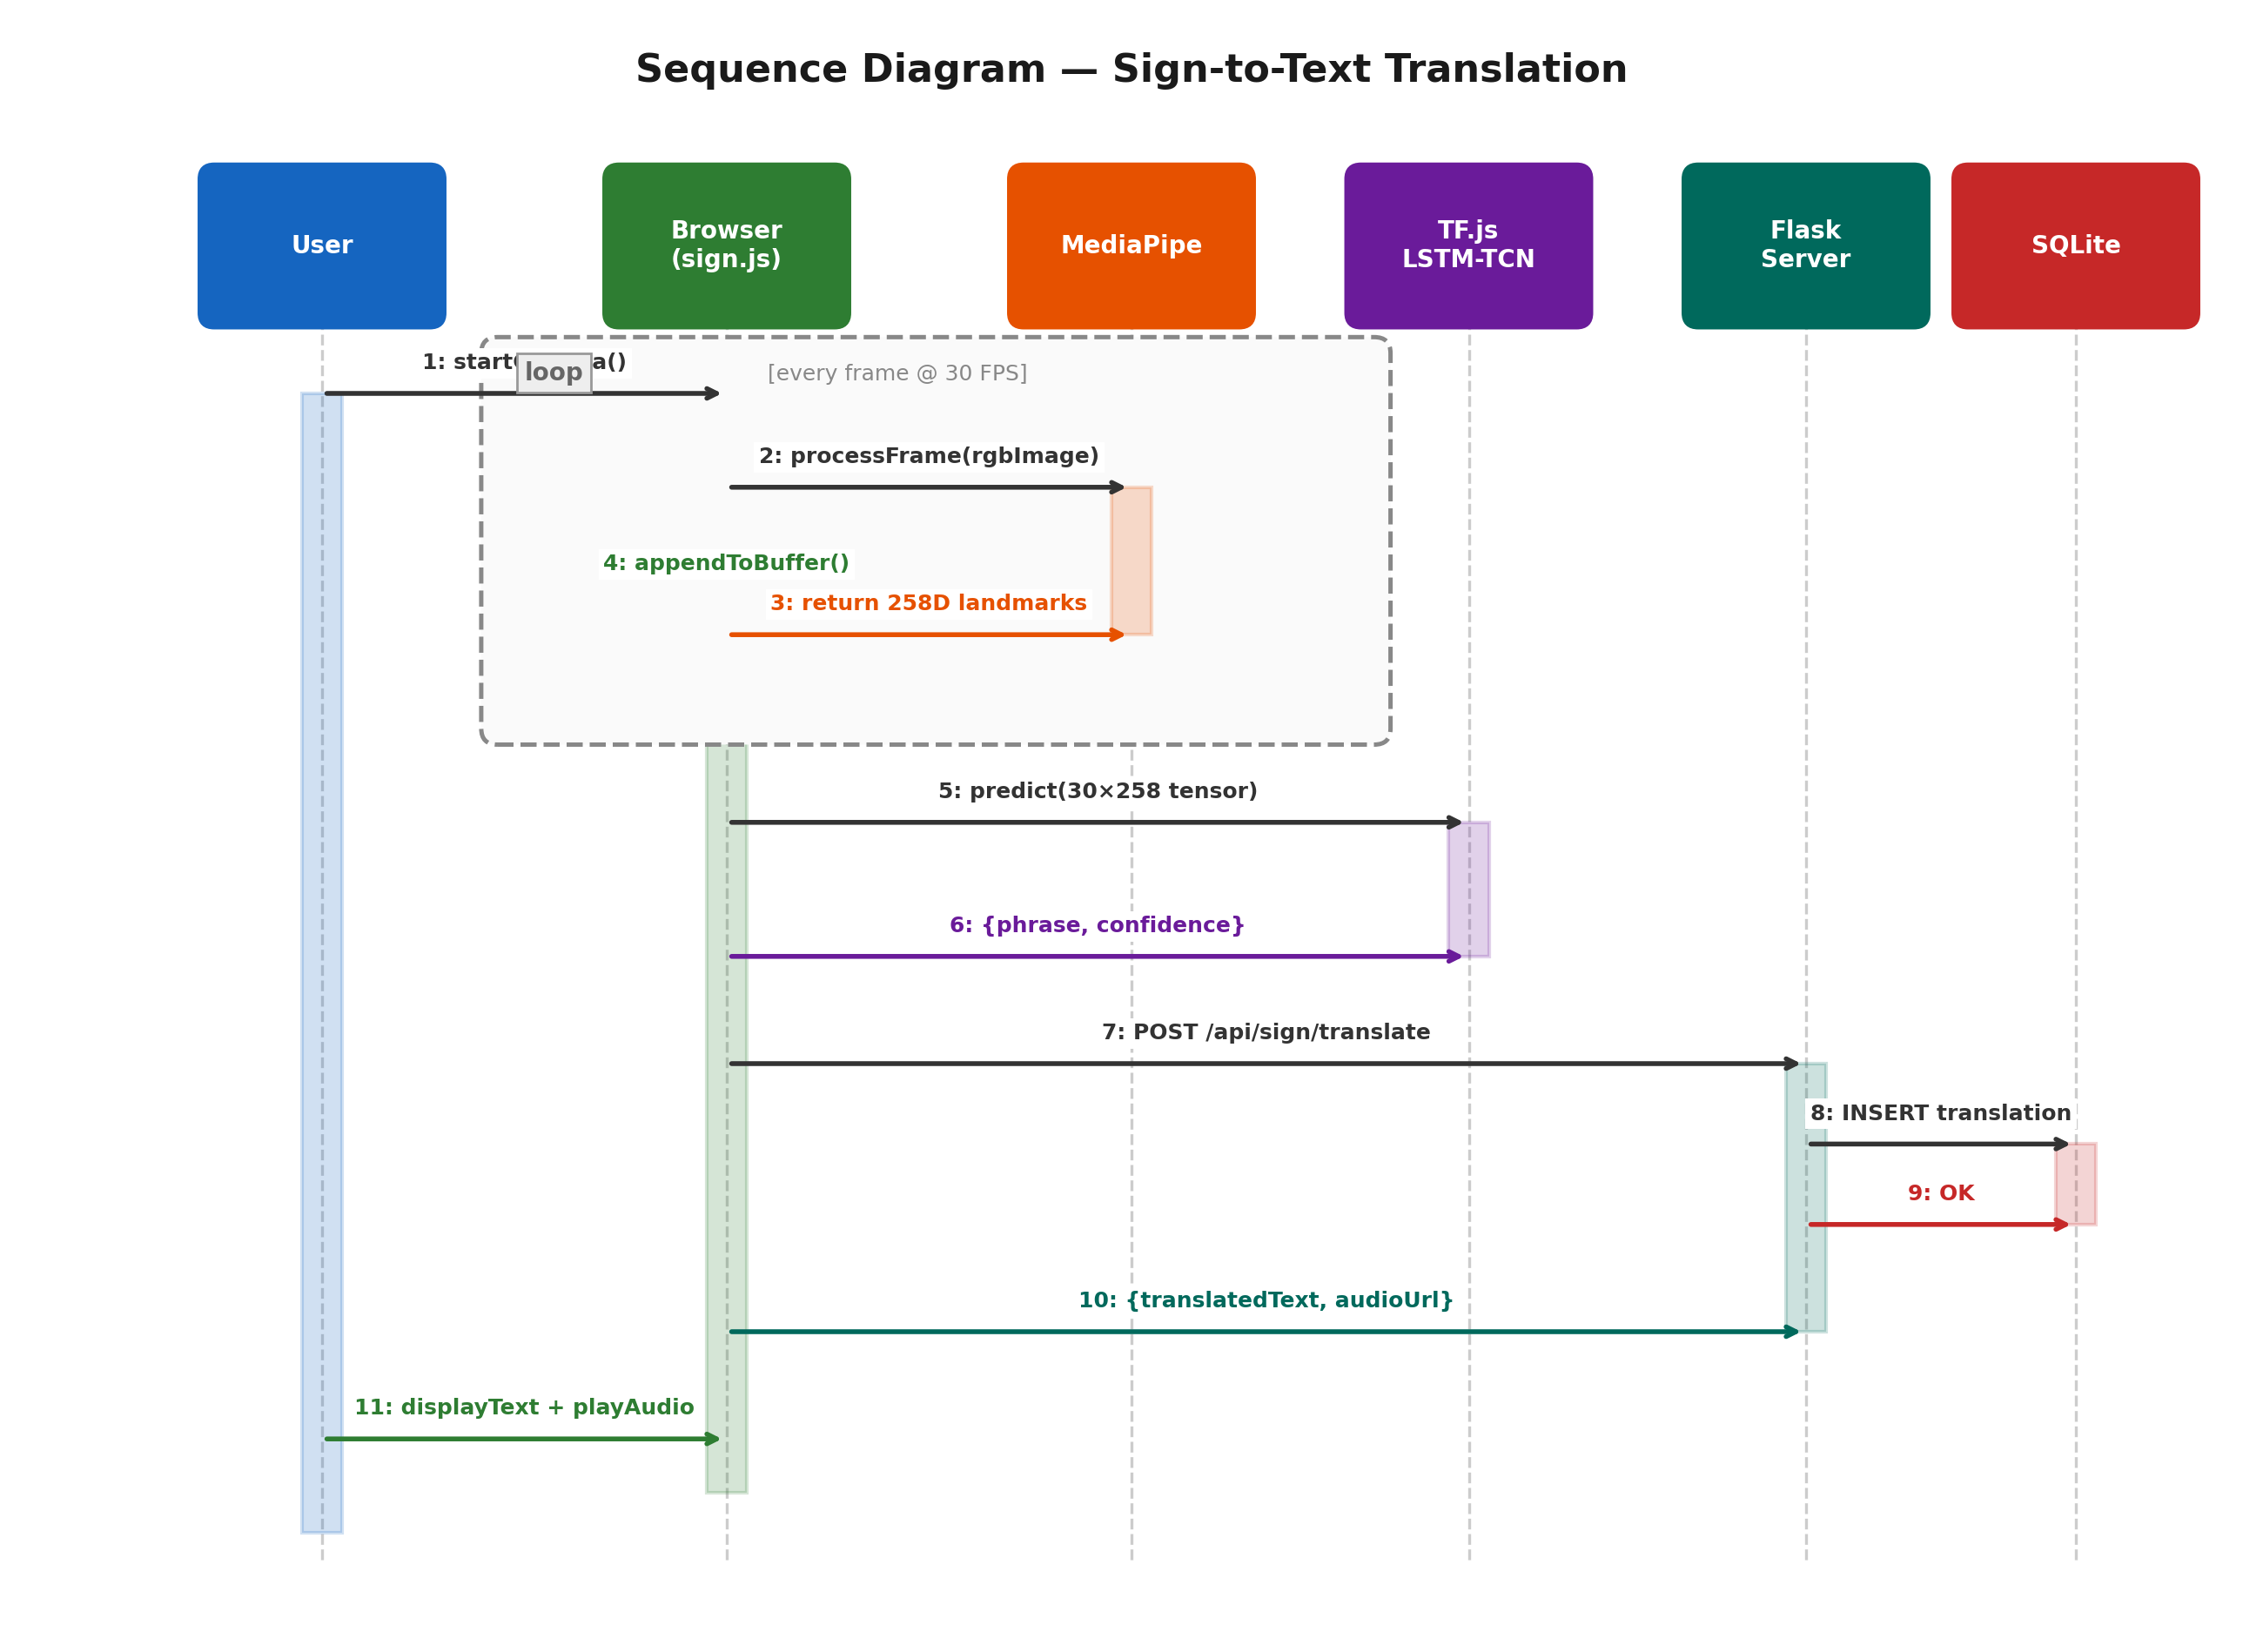 Sequence Diagram — Sign-to-Text Translation
User
Browser
(sign.js)
MediaPipe
TF.js
LSTM-TCN
Flask
Server
SQLite
1:
loop
[every frame @ 30 FPS]
2: processFrame(rgbImage)
4: appendToBuffer()
3: return 258D landmarks
5: predict(30×258 tensor)
6: {phrase, confidence}
7: POST /api/sign/translate
8: INSERT translation
9: OK
10: {translatedText, audioUrl}
11: displayText + playAudio